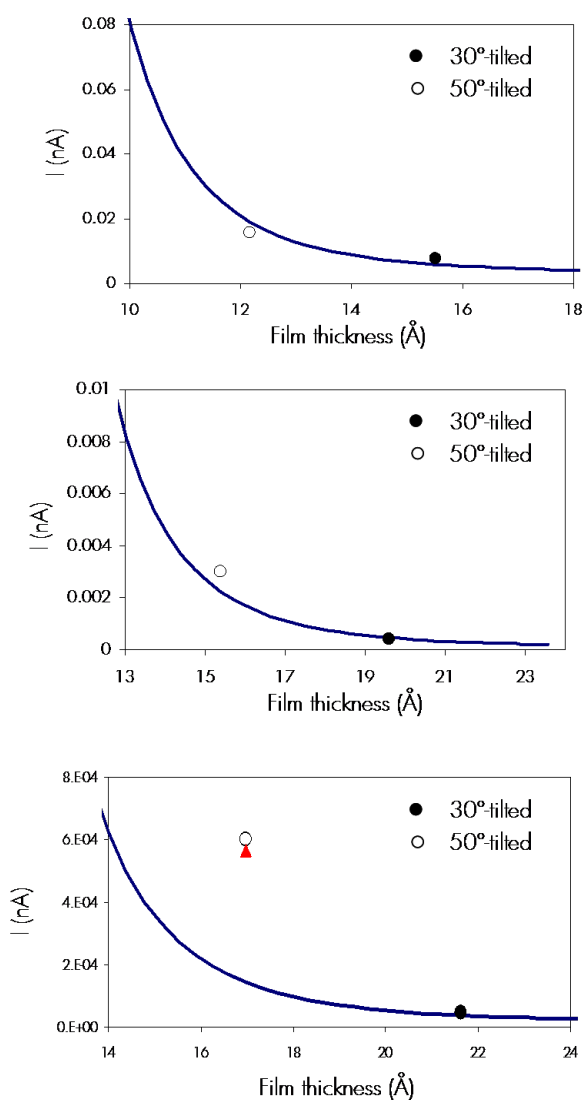 0.08
30º-tilted
50º-tilted
0.06
0.04
I (nA)
0.02
0
10 12 14 16 18
Film thickness (Å)
0.01
30º-tilted
50º-tilted
0.008
0.006
I (nA)
0.004
0.002
0
13 15 17 19 21 23
Film thickness (Å)
8.E-04
30º-tilted
50º-tilted
6.E-04
4.E-04
I (nA)
2.E-04
0.E+00
14 16 18 20 22 24
Film thickness (Å)